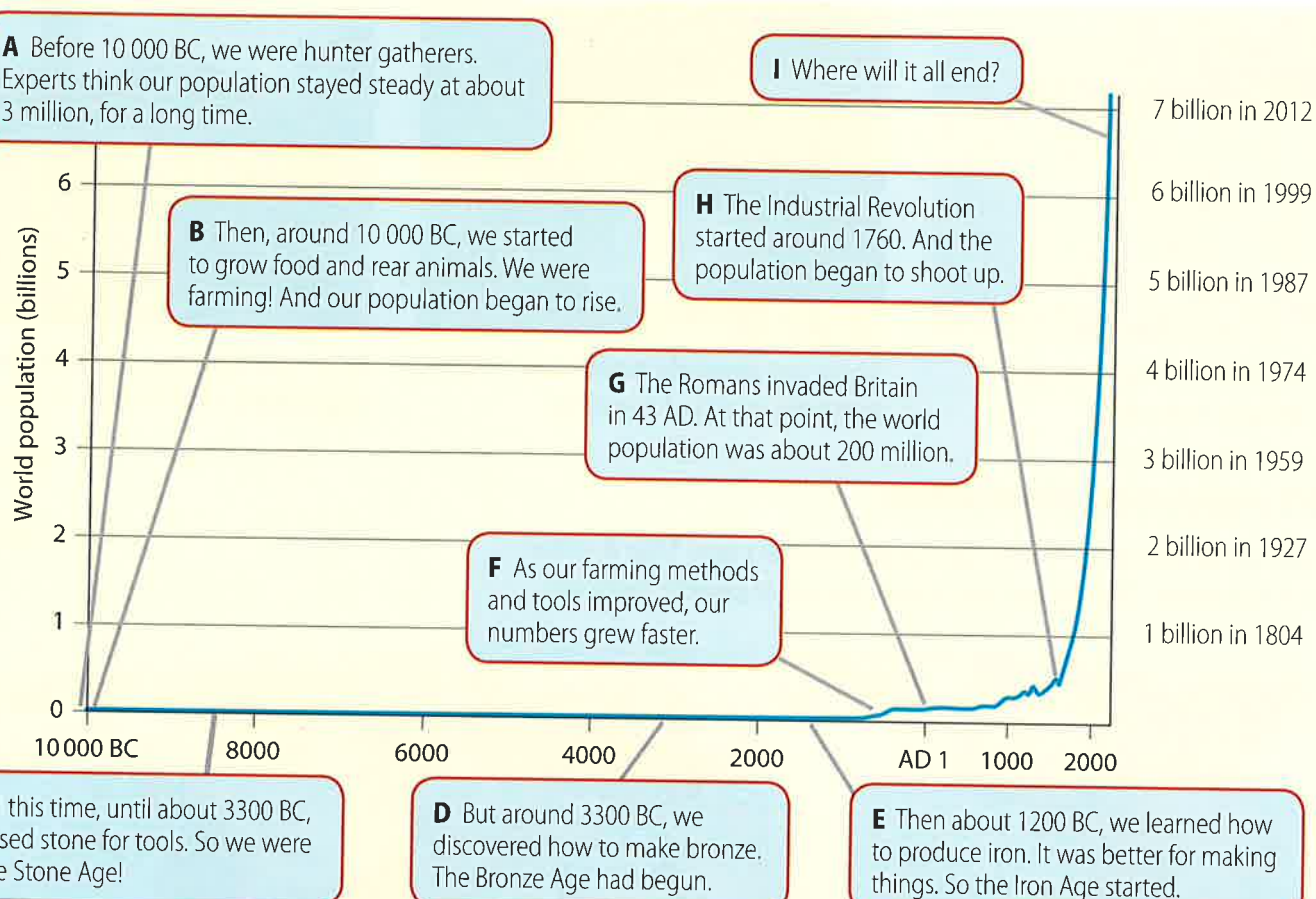 A Before 10 000 BC, we were hunter gatherers.
Experts think our population stayed steady at about
3 million, for a long time.
I Where will it all end?
7 billion in 2012
6
6 billion in 1999
H The Industrial Revolution
started around 1760. And the
population began to shoot up.
B Then, around 10 000 BC, we started
to grow food and rear animals. We were
farming! And our population began to rise.
5
5 billion in 1987
World population (billions)
4
4 billion in 1974
G The Romans invaded Britain
in 43 AD. At that point, the world
population was about 200 million.
3
3 billion in 1959
2
2 billion in 1927
F As our farming methods
and tools improved, our
numbers grew faster.
1
1 billion in 1804
0
10 000 BC 8000 6000 4000 2000 AD 1 1000 2000
this time, until about 3300 BC,
sed stone for tools. So we were
e Stone Age!
D But around 3300 BC, we
discovered how to make bronze.
The Bronze Age had begun.
E Then about 1200 BC, we learned how
to produce iron. It was better for making
things. So the Iron Age started.